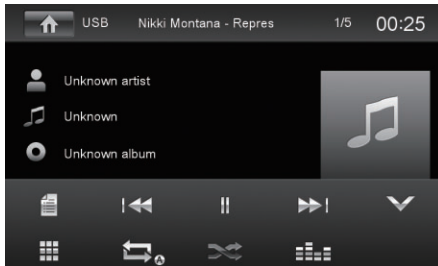 USB Nikki Montana - Repres 1/5 00:25
Unknown artist
Unknown
Unknown album
A